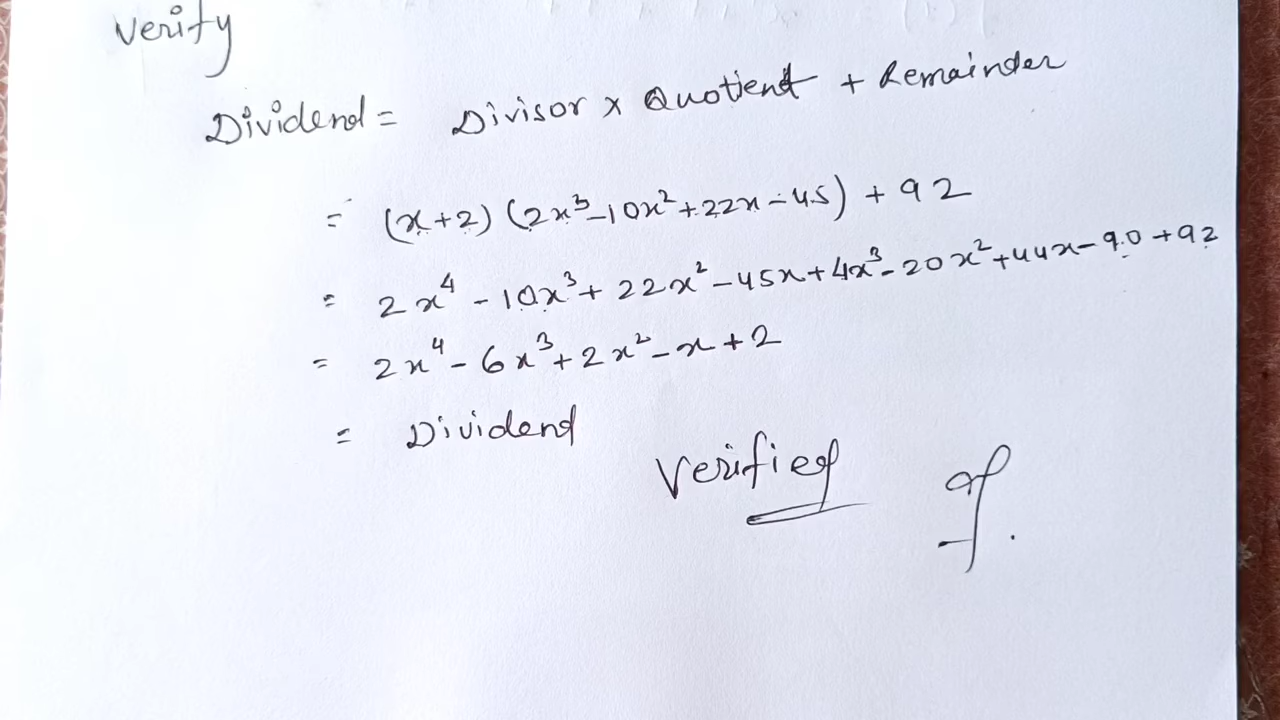 Verify
Dividend = Divisor x Quotient + Remainder
= (x+2) (2x³-10x²+22x-45) + 92
= 2x⁴ - 10x³ + 22x² - 45x + 4x³ - 20x² + 44x - 90 + 92
= 2x⁴ - 6x³ + 2x² - x + 2
= Dividend
Verified